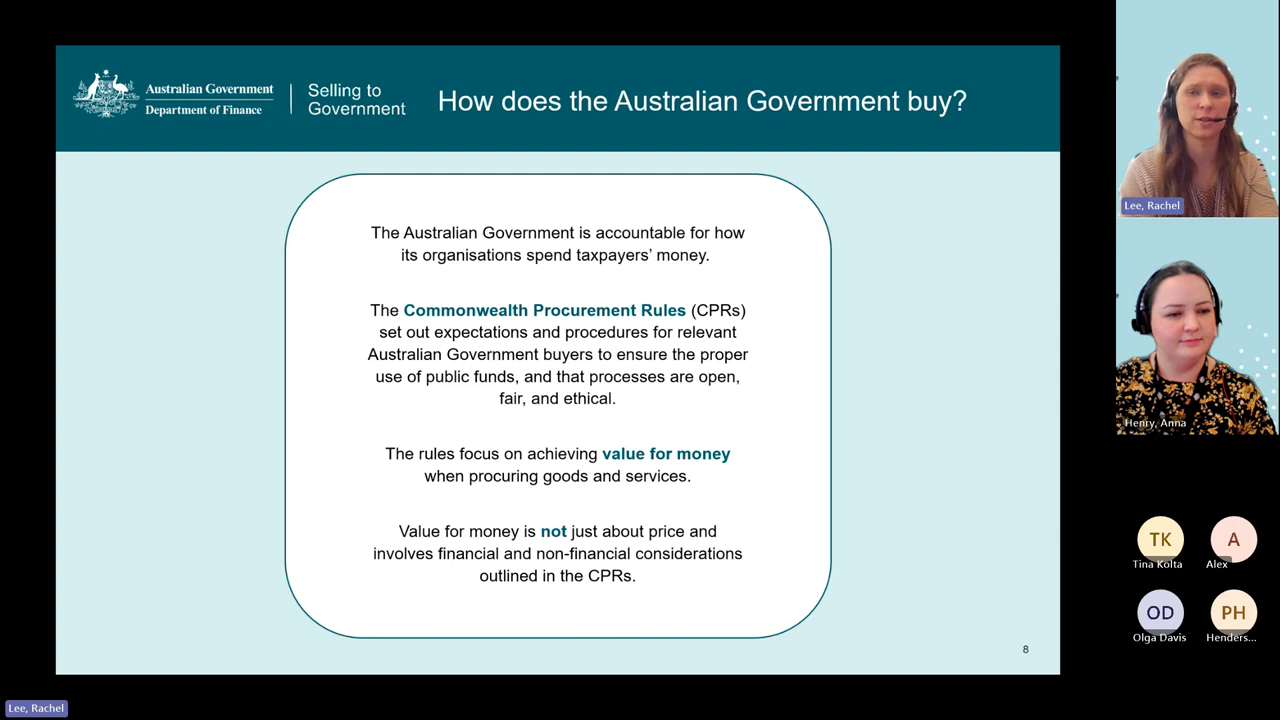 Australian Government
Department of Finance
Selling to
Government
How does the Australian Government buy?
The Australian Government is accountable for how
its organisations spend taxpayers’ money.
The Commonwealth Procurement Rules (CPRs)
set out expectations and procedures for relevant
Australian Government buyers to ensure the proper
use of public funds, and that processes are open,
fair, and ethical.
The rules focus on achieving value for money
when procuring goods and services.
Value for money is not just about price and
involves financial and non-financial considerations
outlined in the CPRs.
8
Lee, Rachel
Henry, Anna
TK
Tina Kolta
A
Alex
OD
Olga Davis
PH
Henders...
Lee, Rachel